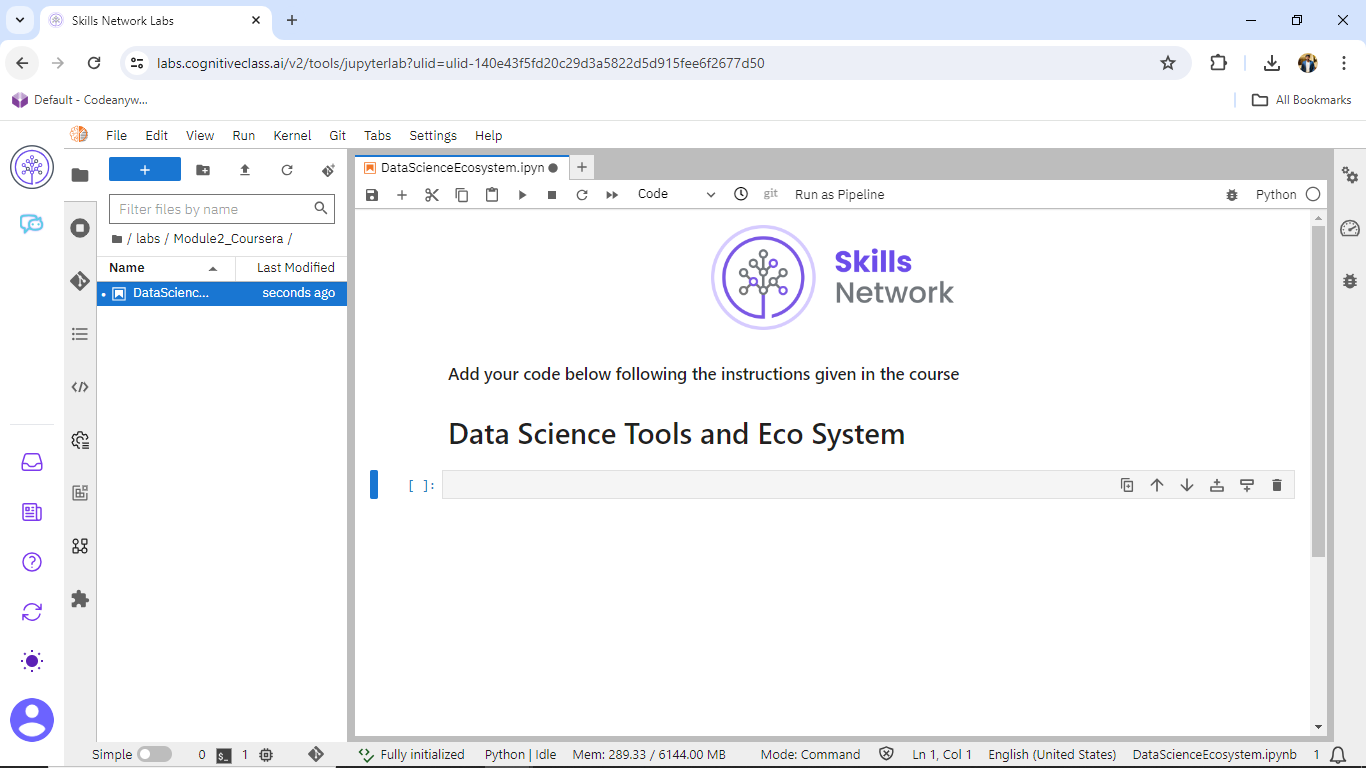 Skills Network Labs
labs.cognitiveclass.ai/v2/tools/jupyterlab?ulid=ulid-140e43f5fd20c29d3a5822d5d915fee6f2677d50
Default - Codeanyw...
All Bookmarks
File Edit View Run Kernel Git Tabs Settings Help
DataScienceEcosystem.ipyn
Code git Run as Pipeline Python
Filter files by name
/ labs / Module2_Coursera /
Name Last Modified
DataScienc... seconds ago
Skills
Network
Add your code below following the instructions given in the course
Data Science Tools and Eco System
[ ]:
Simple 0 $_ 1 Fully initialized Python | Idle Mem: 289.33 / 6144.00 MB Mode: Command Ln 1, Col 1 English (United States) DataScienceEcosystem.ipynb 1